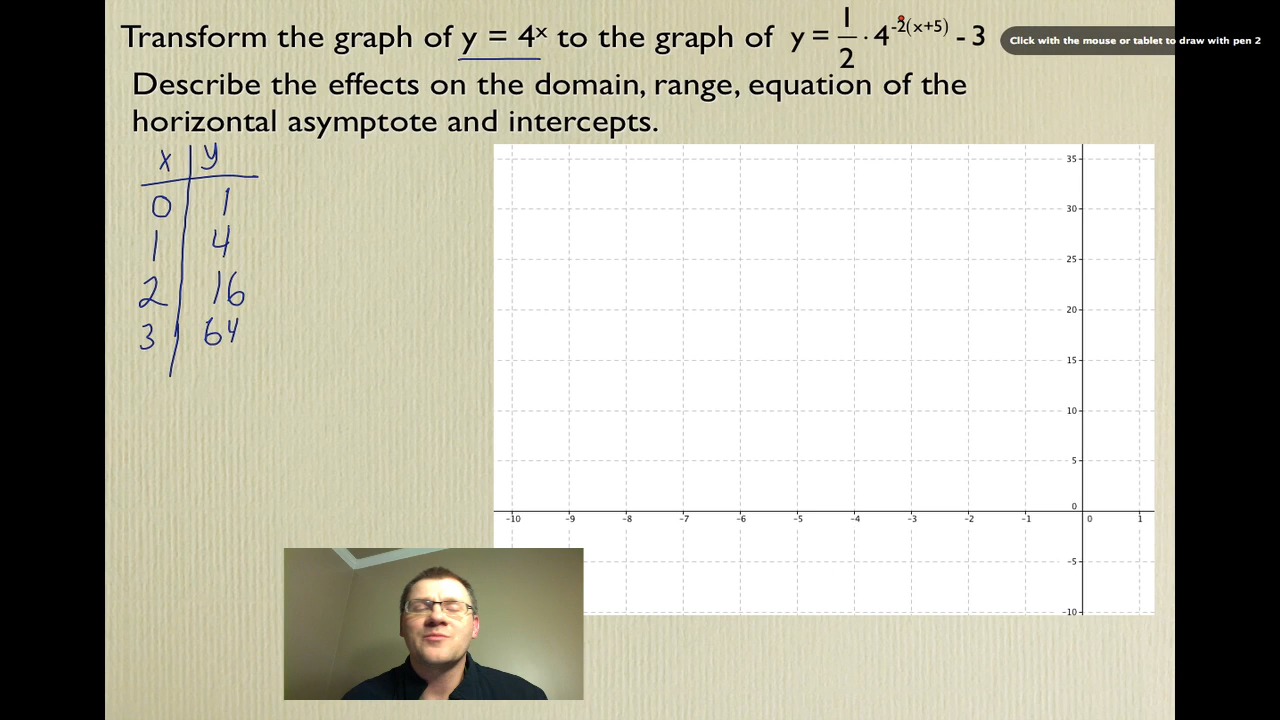 Transform the graph of y = 4ˣ to the graph of y = 1/2 · 4^-2(x+5) - 3
Click with the mouse or tablet to draw with pen 2
Describe the effects on the domain, range, equation of the
horizontal asymptote and intercepts.
x y
0 1
1 4
2 16
3 64
35
30
25
20
15
10
5
0
-10 -9 -8 -7 -6 -5 -4 -3 -2 -1 0 1
-5
-10